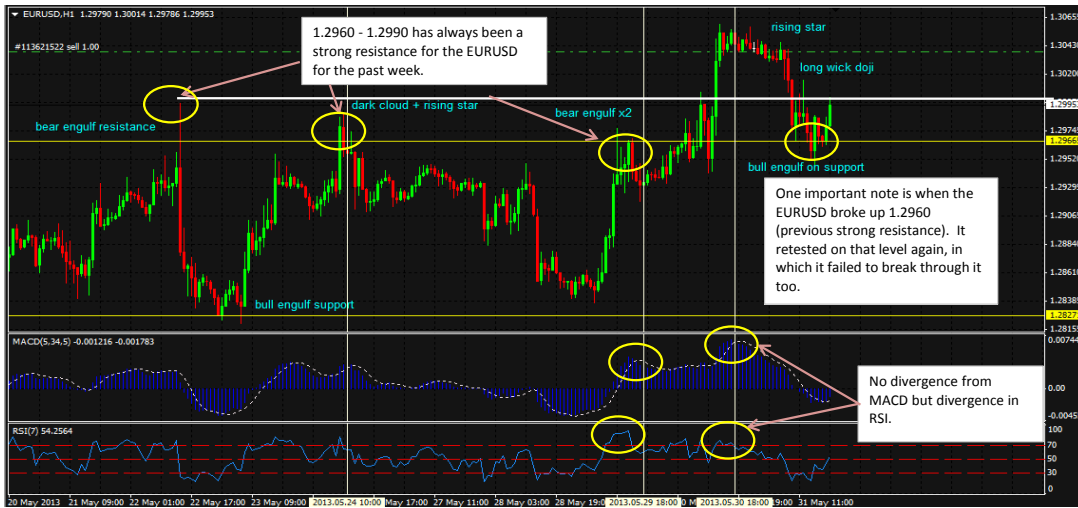 EURUSD,H1 1.29790 1.30014 1.29786 1.29953
1.30655
#113621522 sell 1.00
1.2960 - 1.2990 has always been a
strong resistance for the EURUSD
for the past week.
rising star
1.30430
1.30200
long wick doji
dark cloud + rising star
bear engulf x2
1.29953
bear engulf resistance
1.29745
1.29665
1.29520
bull engulf on support
1.29295
One important note is when the
EURUSD broke up 1.2960
(previous strong resistance). It
retested on that level again, in
which it failed to break through it
too.
1.29065
1.28840
1.28610
1.28385
bull engulf support
1.28275
1.28155
MACD(5,34,5) -0.001216 -0.001783
0.00744
0.00
-0.0045
No divergence from
MACD but divergence in
RSI.
RSI(7) 54.2564
100
70
50
30
0
20 May 2013 21 May 09:00 22 May 01:00 22 May 17:00 23 May 09:00 2013.05.24 10:00 May 17:00 27 May 11:00 28 May 03:00 28 May 19:00 2013.05.29 18:00 2013.05.30 18:00 19:00 31 May 11:00